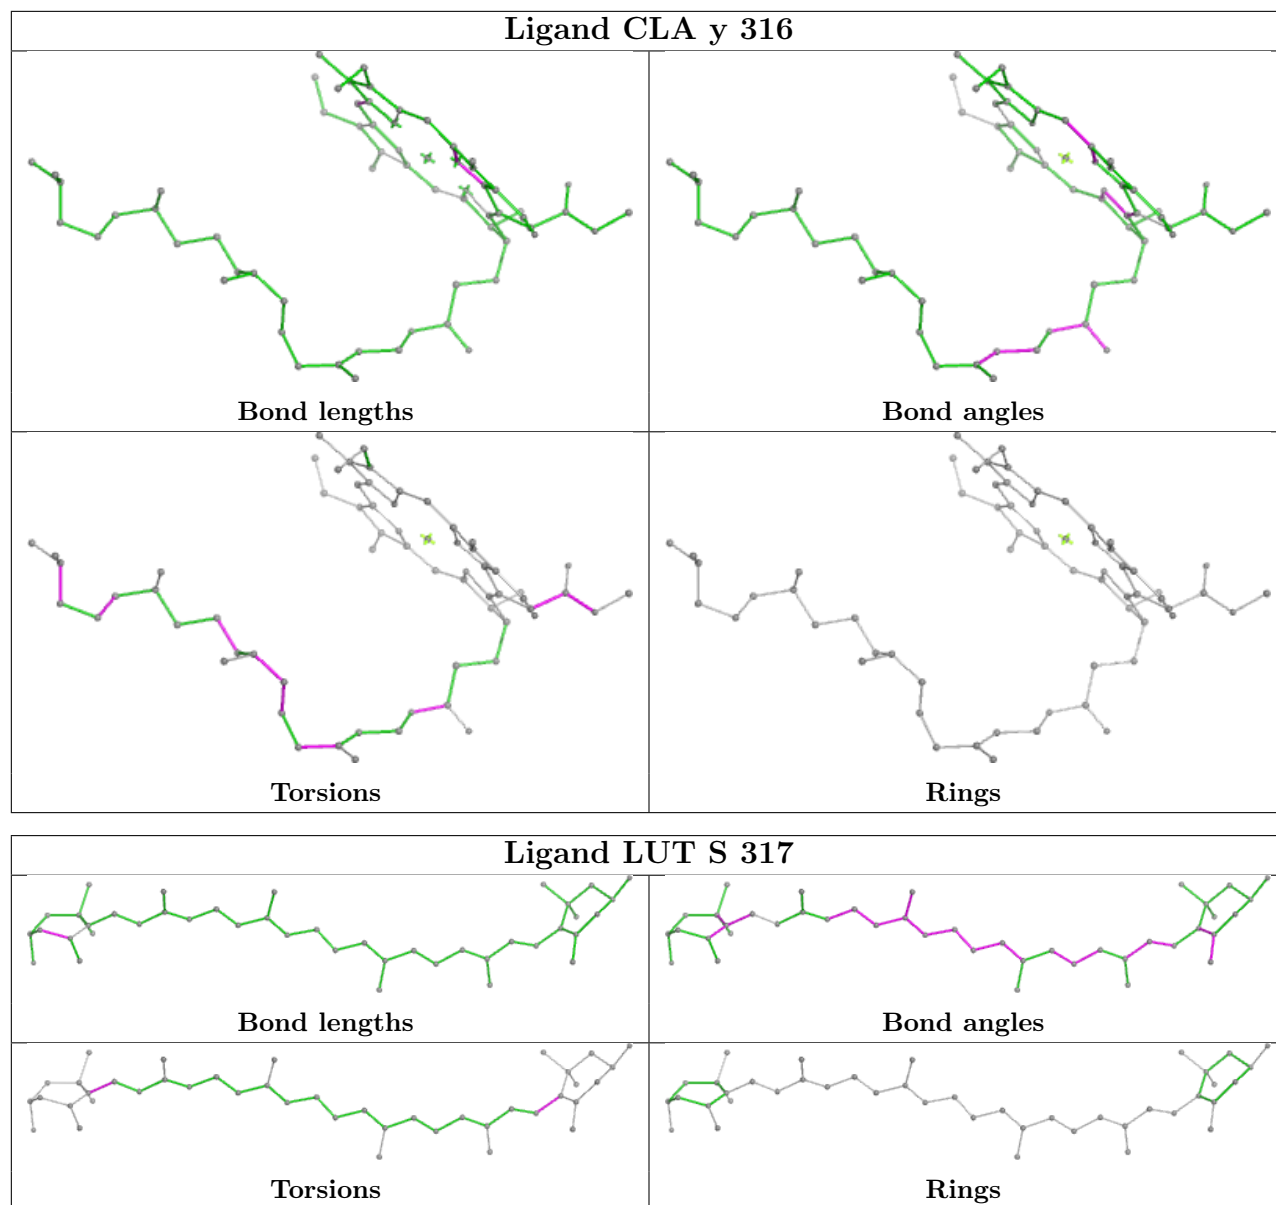 Ligand CLA y 316
Bond lengths
Bond angles
Torsions
Rings
Ligand LUT S 317
Bond lengths
Bond angles
Torsions
Rings